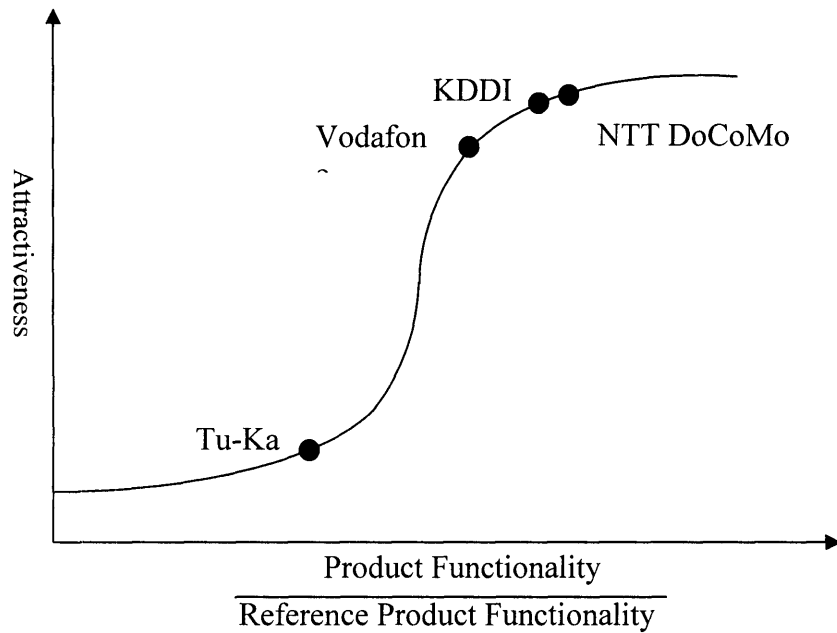 KDDI
Vodafon
NTT DoCoMo
Attractiveness
Tu-Ka
Product Functionality
Reference Product Functionality